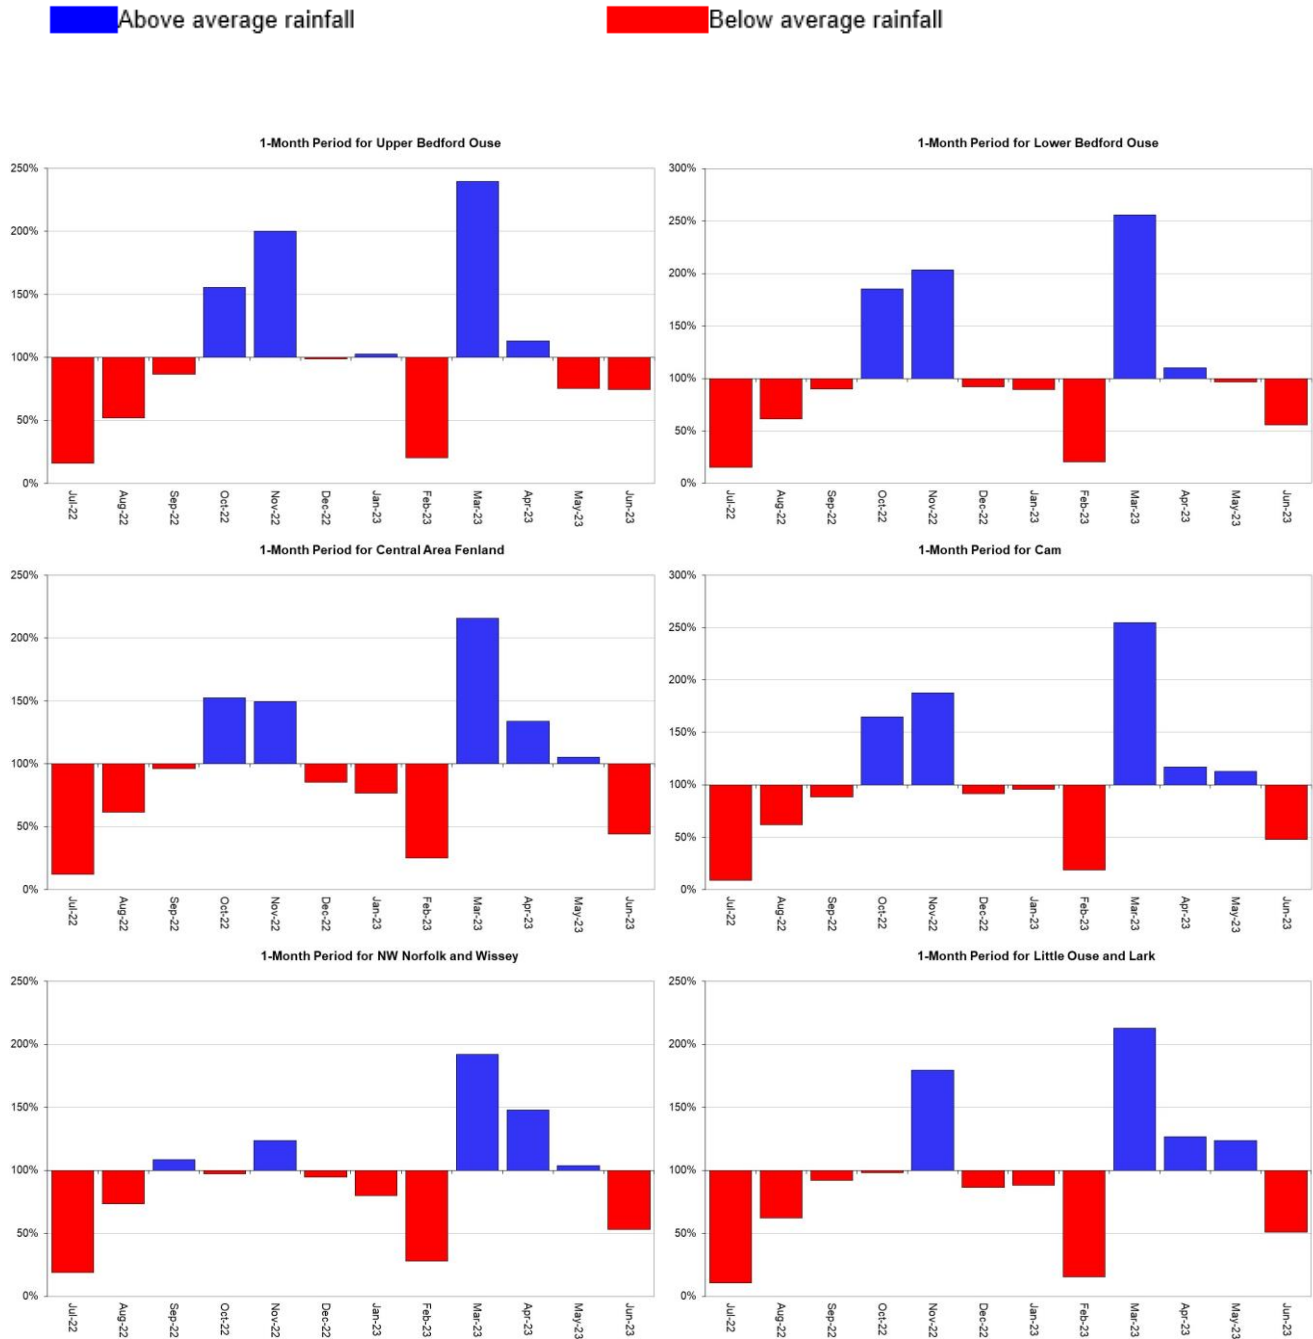 Above average rainfall
Below average rainfall
1-Month Period for Upper Bedford Ouse
250%
200%
150%
100%
50%
0%
Jul-22
Aug-22
Sep-22
Oct-22
Nov-22
Dec-22
Jan-23
Feb-23
Mar-23
Apr-23
May-23
Jun-23
1-Month Period for Lower Bedford Ouse
300%
250%
200%
150%
100%
50%
0%
Jul-22
Aug-22
Sep-22
Oct-22
Nov-22
Dec-22
Jan-23
Feb-23
Mar-23
Apr-23
May-23
Jun-23
1-Month Period for Central Area Fenland
250%
200%
150%
100%
50%
0%
Jul-22
Aug-22
Sep-22
Oct-22
Nov-22
Dec-22
Jan-23
Feb-23
Mar-23
Apr-23
May-23
Jun-23
1-Month Period for Cam
300%
250%
200%
150%
100%
50%
0%
Jul-22
Aug-22
Sep-22
Oct-22
Nov-22
Dec-22
Jan-23
Feb-23
Mar-23
Apr-23
May-23
Jun-23
1-Month Period for NW Norfolk and Wissey
250%
200%
150%
100%
50%
0%
Jul-22
Aug-22
Sep-22
Oct-22
Nov-22
Dec-22
Jan-23
Feb-23
Mar-23
Apr-23
May-23
Jun-23
1-Month Period for Little Ouse and Lark
250%
200%
150%
100%
50%
0%
Jul-22
Aug-22
Sep-22
Oct-22
Nov-22
Dec-22
Jan-23
Feb-23
Mar-23
Apr-23
May-23
Jun-23